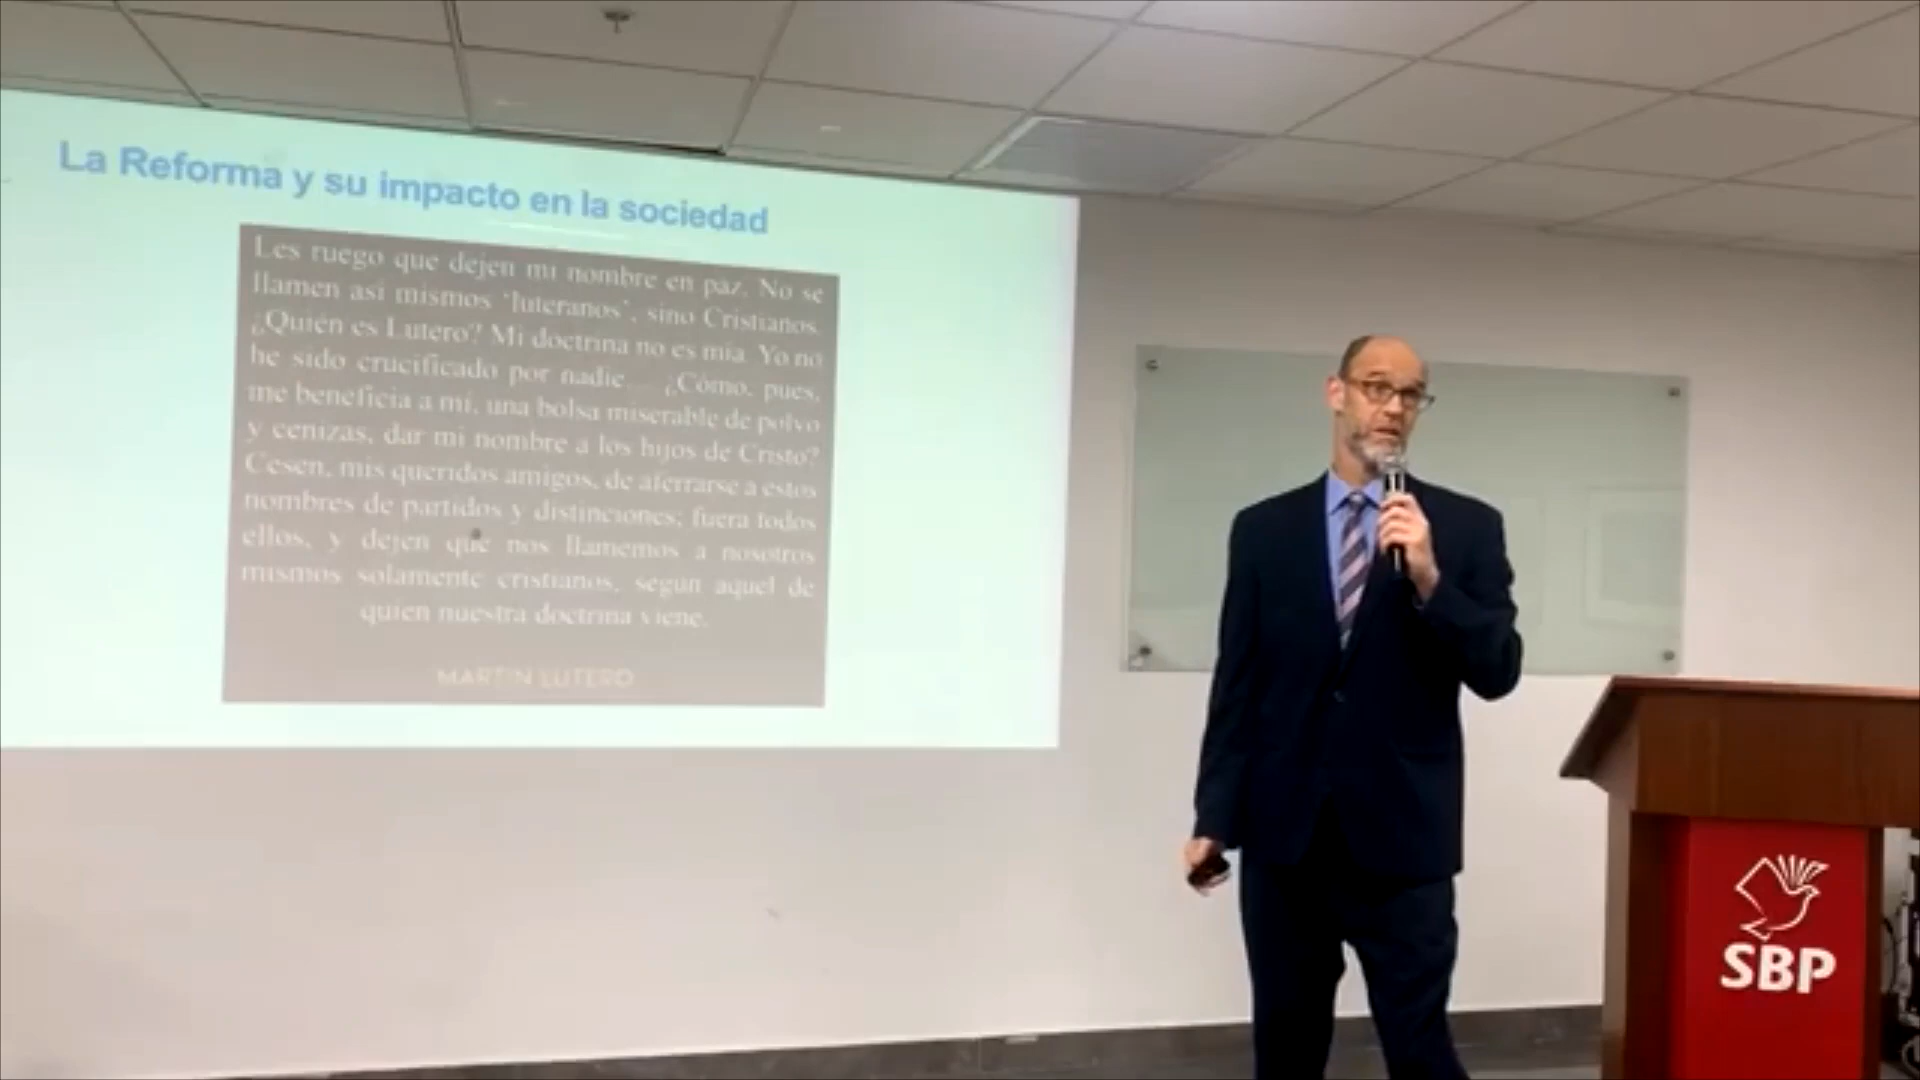 La Reforma y su impacto en la sociedad
Les ruego que dejen mi nombre en paz. No se
llamen asi mismos 'luteranos', sino Cristianos.
¿Quién es Lutero? Mi doctrina no es mía. Yo no
he sido crucificado por nadie... ¿Cómo, pues,
me beneficia a mí, una bolsa miserable de polvo
y cenizas, dar mi nombre a los hijos de Cristo?
Cesen, mis queridos amigos, de aferrarse a estos
nombres de partidos y distinciones; fuera todos
ellos, y dejen que nos llamemos a nosotros
mismos solamente cristianos, según aquel de
quien nuestra doctrina viene.
MARTIN LUTERO
SBP